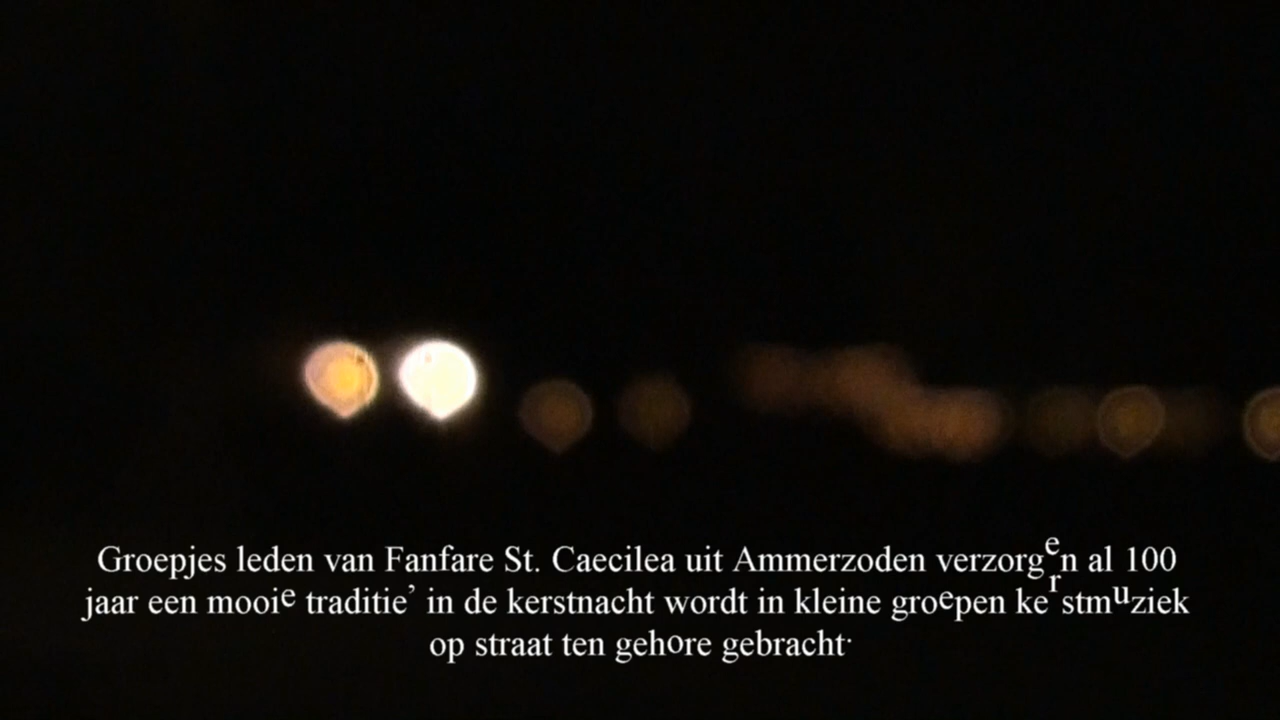 Groepjes leden van Fanfare St. Caecilea uit Ammerzoden verzorgen al 100
jaar een mooie traditie, in de kerstnacht wordt in kleine groepen kerstmuziek
op straat ten gehore gebracht.